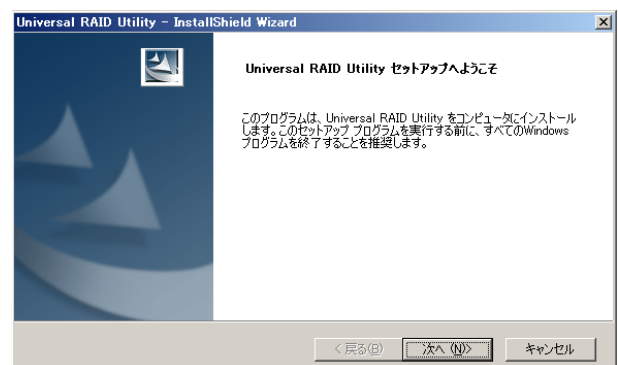 Universal RAID Utility - InstallShield Wizard
Universal RAID Utility セットアップへようこそ
このプログラムは、Universal RAID Utility をコンピュータにインストール
します。このセットアップ プログラムを実行する前に、すべてのWindows
プログラムを終了することを推奨します。
< 戻る(B)
次へ (N)>
キャンセル